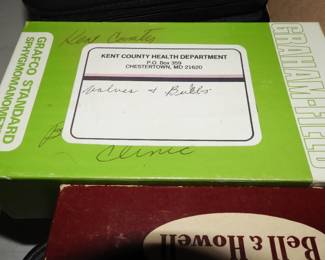 Kent County
KENT COUNTY HEALTH DEPARTMENT
P.O. Box 359
CHESTERTOWN, MD 21620
Valves & Bulbs
Clinic
GRAFCO STANDARD
SPHYGMOMANOMETER
GRAHAM-FIELD
Bell & Howell